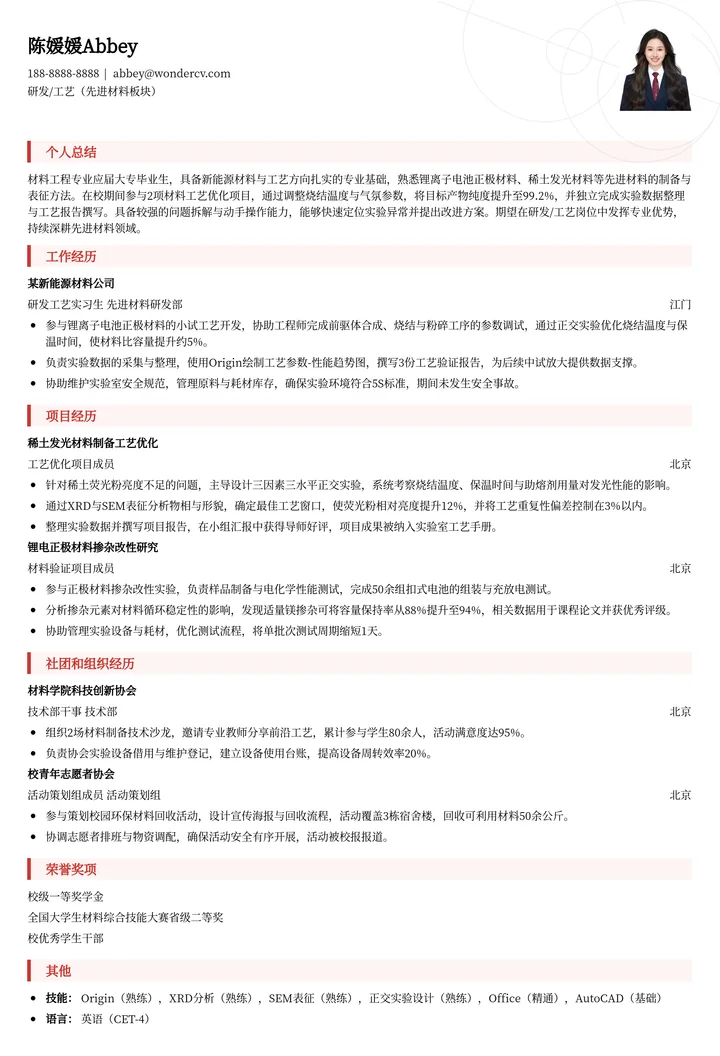 陈媛媛Abbey
188-8888-8888 | abbey@wondercv.com
研发/工艺（先进材料板块）
个人总结
材料工程专业应届大专毕业生，具备新能源材料与工艺方向扎实的专业基础，熟悉锂离子电池正极材料、稀土发光材料等先进材料的制备与
表征方法。在校期间参与2项材料工艺优化项目，通过调整烧结温度与气氛参数，将目标产物纯度提升至99.2%，并独立完成实验数据整理
与工艺报告撰写。具备较强的问题拆解与动手操作能力，能够快速定位实验异常并提出改进方案。期望在研发/工艺岗位中发挥专业优势，
持续深耕先进材料领域。
工作经历
某新能源材料公司
研发工艺实习生 先进材料研发部 江门
• 参与锂离子电池正极材料的小试工艺开发，协助工程师完成前驱体合成、烧结与粉碎工序的参数调试，通过正交实验优化烧结温度与保
温时间，使材料比容量提升约5%。
• 负责实验数据的采集与整理，使用Origin绘制工艺参数-性能趋势图，撰写3份工艺验证报告，为后续中试放大提供数据支撑。
• 协助维护实验室安全规范，管理原料与耗材库存，确保实验环境符合5S标准，期间未发生安全事故。
项目经历
稀土发光材料制备工艺优化
工艺优化项目成员 北京
• 针对稀土荧光粉亮度不足的问题，主导设计三因素三水平正交实验，系统考察烧结温度、保温时间与助熔剂用量对发光性能的影响。
• 通过XRD与SEM表征分析物相与形貌，确定最佳工艺窗口，使荧光粉相对亮度提升12%，并将工艺重复性偏差控制在3%以内。
• 整理实验数据并撰写项目报告，在小组汇报中获得导师好评，项目成果被纳入实验室工艺手册。
锂电正极材料掺杂改性研究
材料验证项目成员 北京
• 参与正极材料掺杂改性实验，负责样品制备与电化学性能测试，完成50余组扣式电池的组装与充放电测试。
• 分析掺杂元素对材料循环稳定性的影响，发现适量镁掺杂可将容量保持率从88%提升至94%，相关数据用于课程论文并获优秀评级。
• 协助管理实验设备与耗材，优化测试流程，将单批次测试周期缩短1天。
社团和组织经历
材料学院科技创新协会
技术部干事 技术部 北京
• 组织2场材料制备技术沙龙，邀请专业教师分享前沿工艺，累计参与学生80余人，活动满意度达95%。
• 负责协会实验设备借用与维护登记，建立设备使用台账，提高设备周转效率20%。
校青年志愿者协会
活动策划组成员 活动策划组 北京
• 参与策划校园环保材料回收活动，设计宣传海报与回收流程，活动覆盖3栋宿舍楼，回收可利用材料50余公斤。
• 协调志愿者排班与物资调配，确保活动安全有序开展，活动被校报报道。
荣誉奖项
校级一等奖学金
全国大学生材料综合技能大赛省级二等奖
校优秀学生干部
其他
• 技能： Origin（熟练），XRD分析（熟练），SEM表征（熟练），正交实验设计（熟练），Office（精通），AutoCAD（基础）
• 语言： 英语（CET-4）